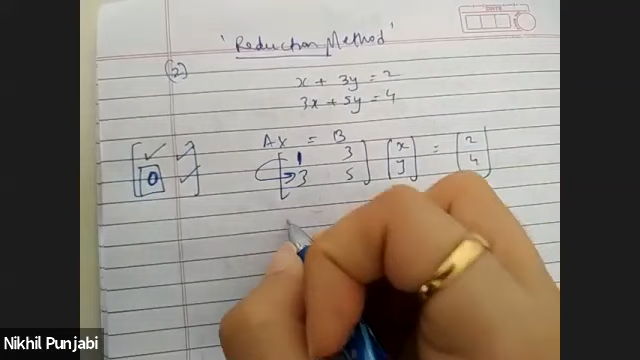 'Reduction Method'
(2)
x + 3y = 2
3x + 5y = 4
AX = B
[1 3] [x] = [2]
[3 5] [y] [4]
0
Nikhil Punjabi